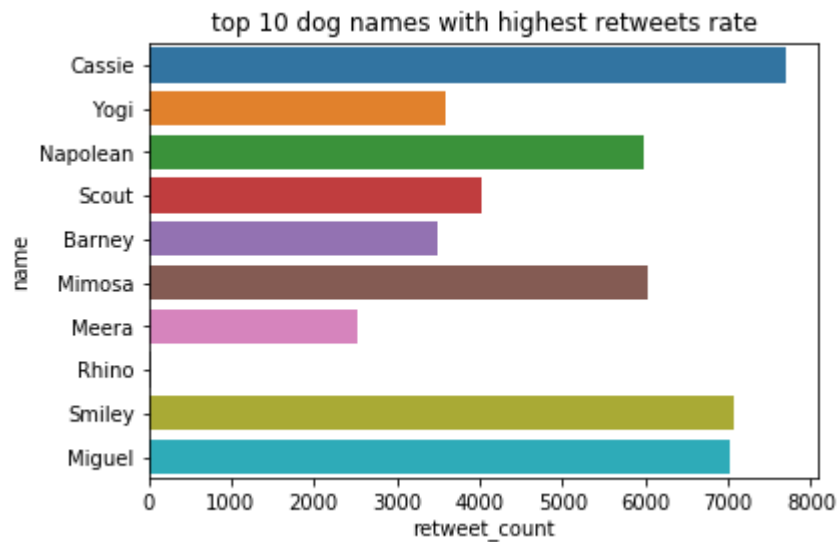 top 10 dog names with highest retweets rate
name
Cassie
Yogi
Napolean
Scout
Barney
Mimosa
Meera
Rhino
Smiley
Miguel
0 1000 2000 3000 4000 5000 6000 7000 8000
retweet_count